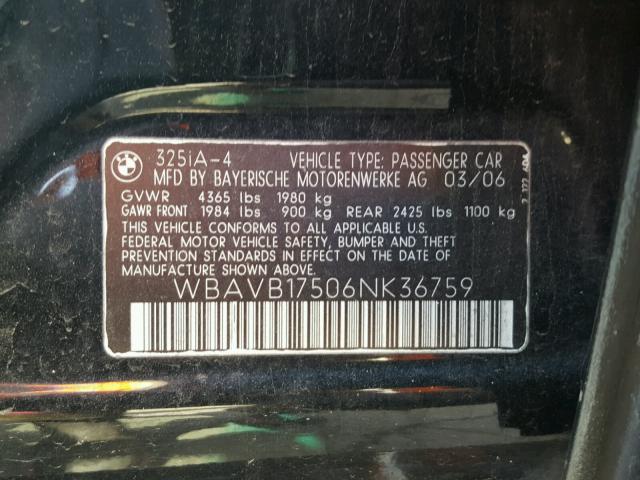 BMW
325iA-4 VEHICLE TYPE: PASSENGER CAR
MFD BY BAYERISCHE MOTORENWERKE AG 03/06
GVWR 4365 lbs 1980 kg
GAWR FRONT 1984 lbs 900 kg REAR 2425 lbs 1100 kg
THIS VEHICLE CONFORMS TO ALL APPLICABLE U.S.
FEDERAL MOTOR VEHICLE SAFETY, BUMPER AND THEFT
PREVENTION STANDARDS IN EFFECT ON THE DATE OF
MANUFACTURE SHOWN ABOVE.
WBAVB17506NK36759